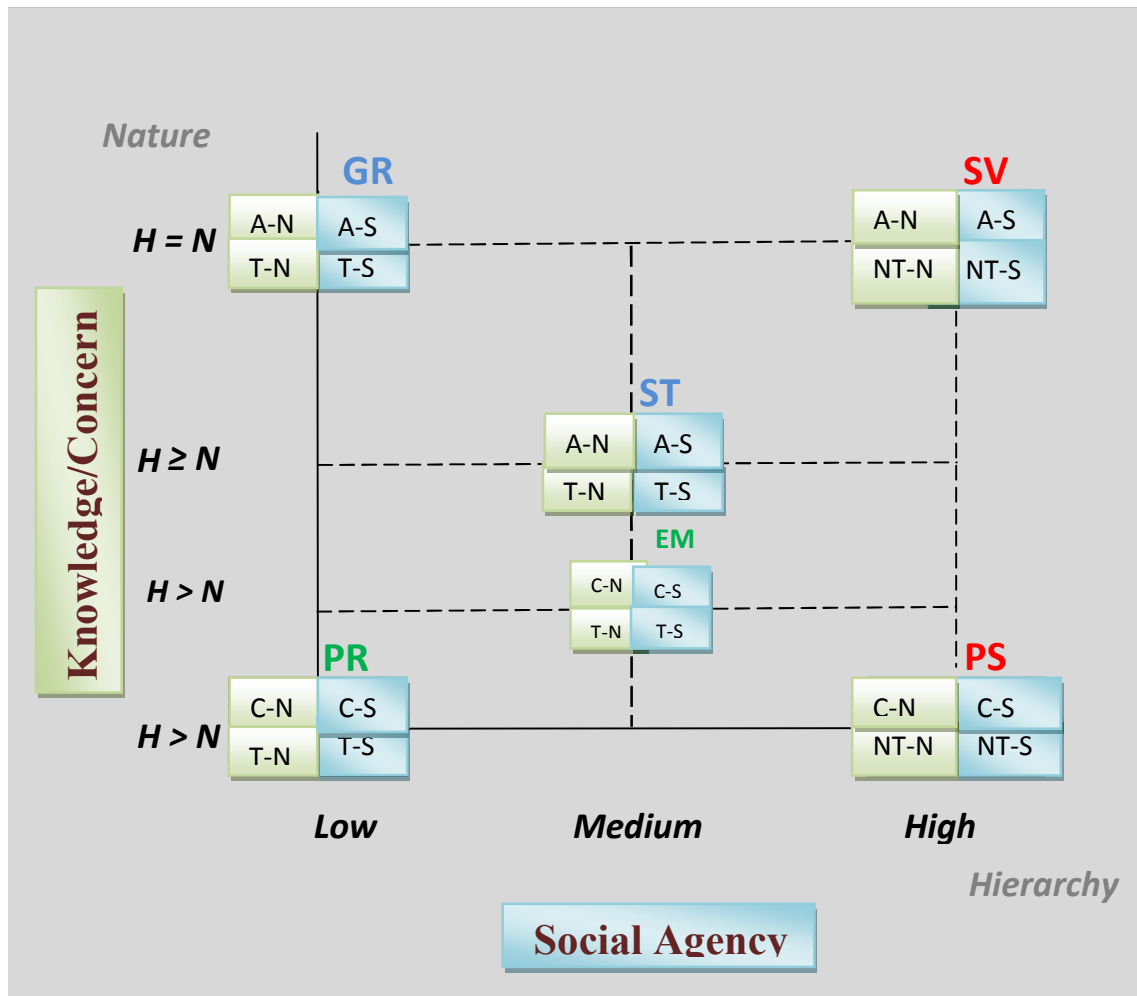 Nature
GR
SV
H = N
A-N
A-S
T-N
T-S
A-N
A-S
NT-N
NT-S
Knowledge/Concern
ST
H ≥ N
A-N
A-S
T-N
T-S
EM
H > N
C-N
C-S
T-N
T-S
PR
PS
H > N
C-N
C-S
T-N
T-S
C-N
C-S
NT-N
NT-S
Low
Medium
High
Hierarchy
Social Agency